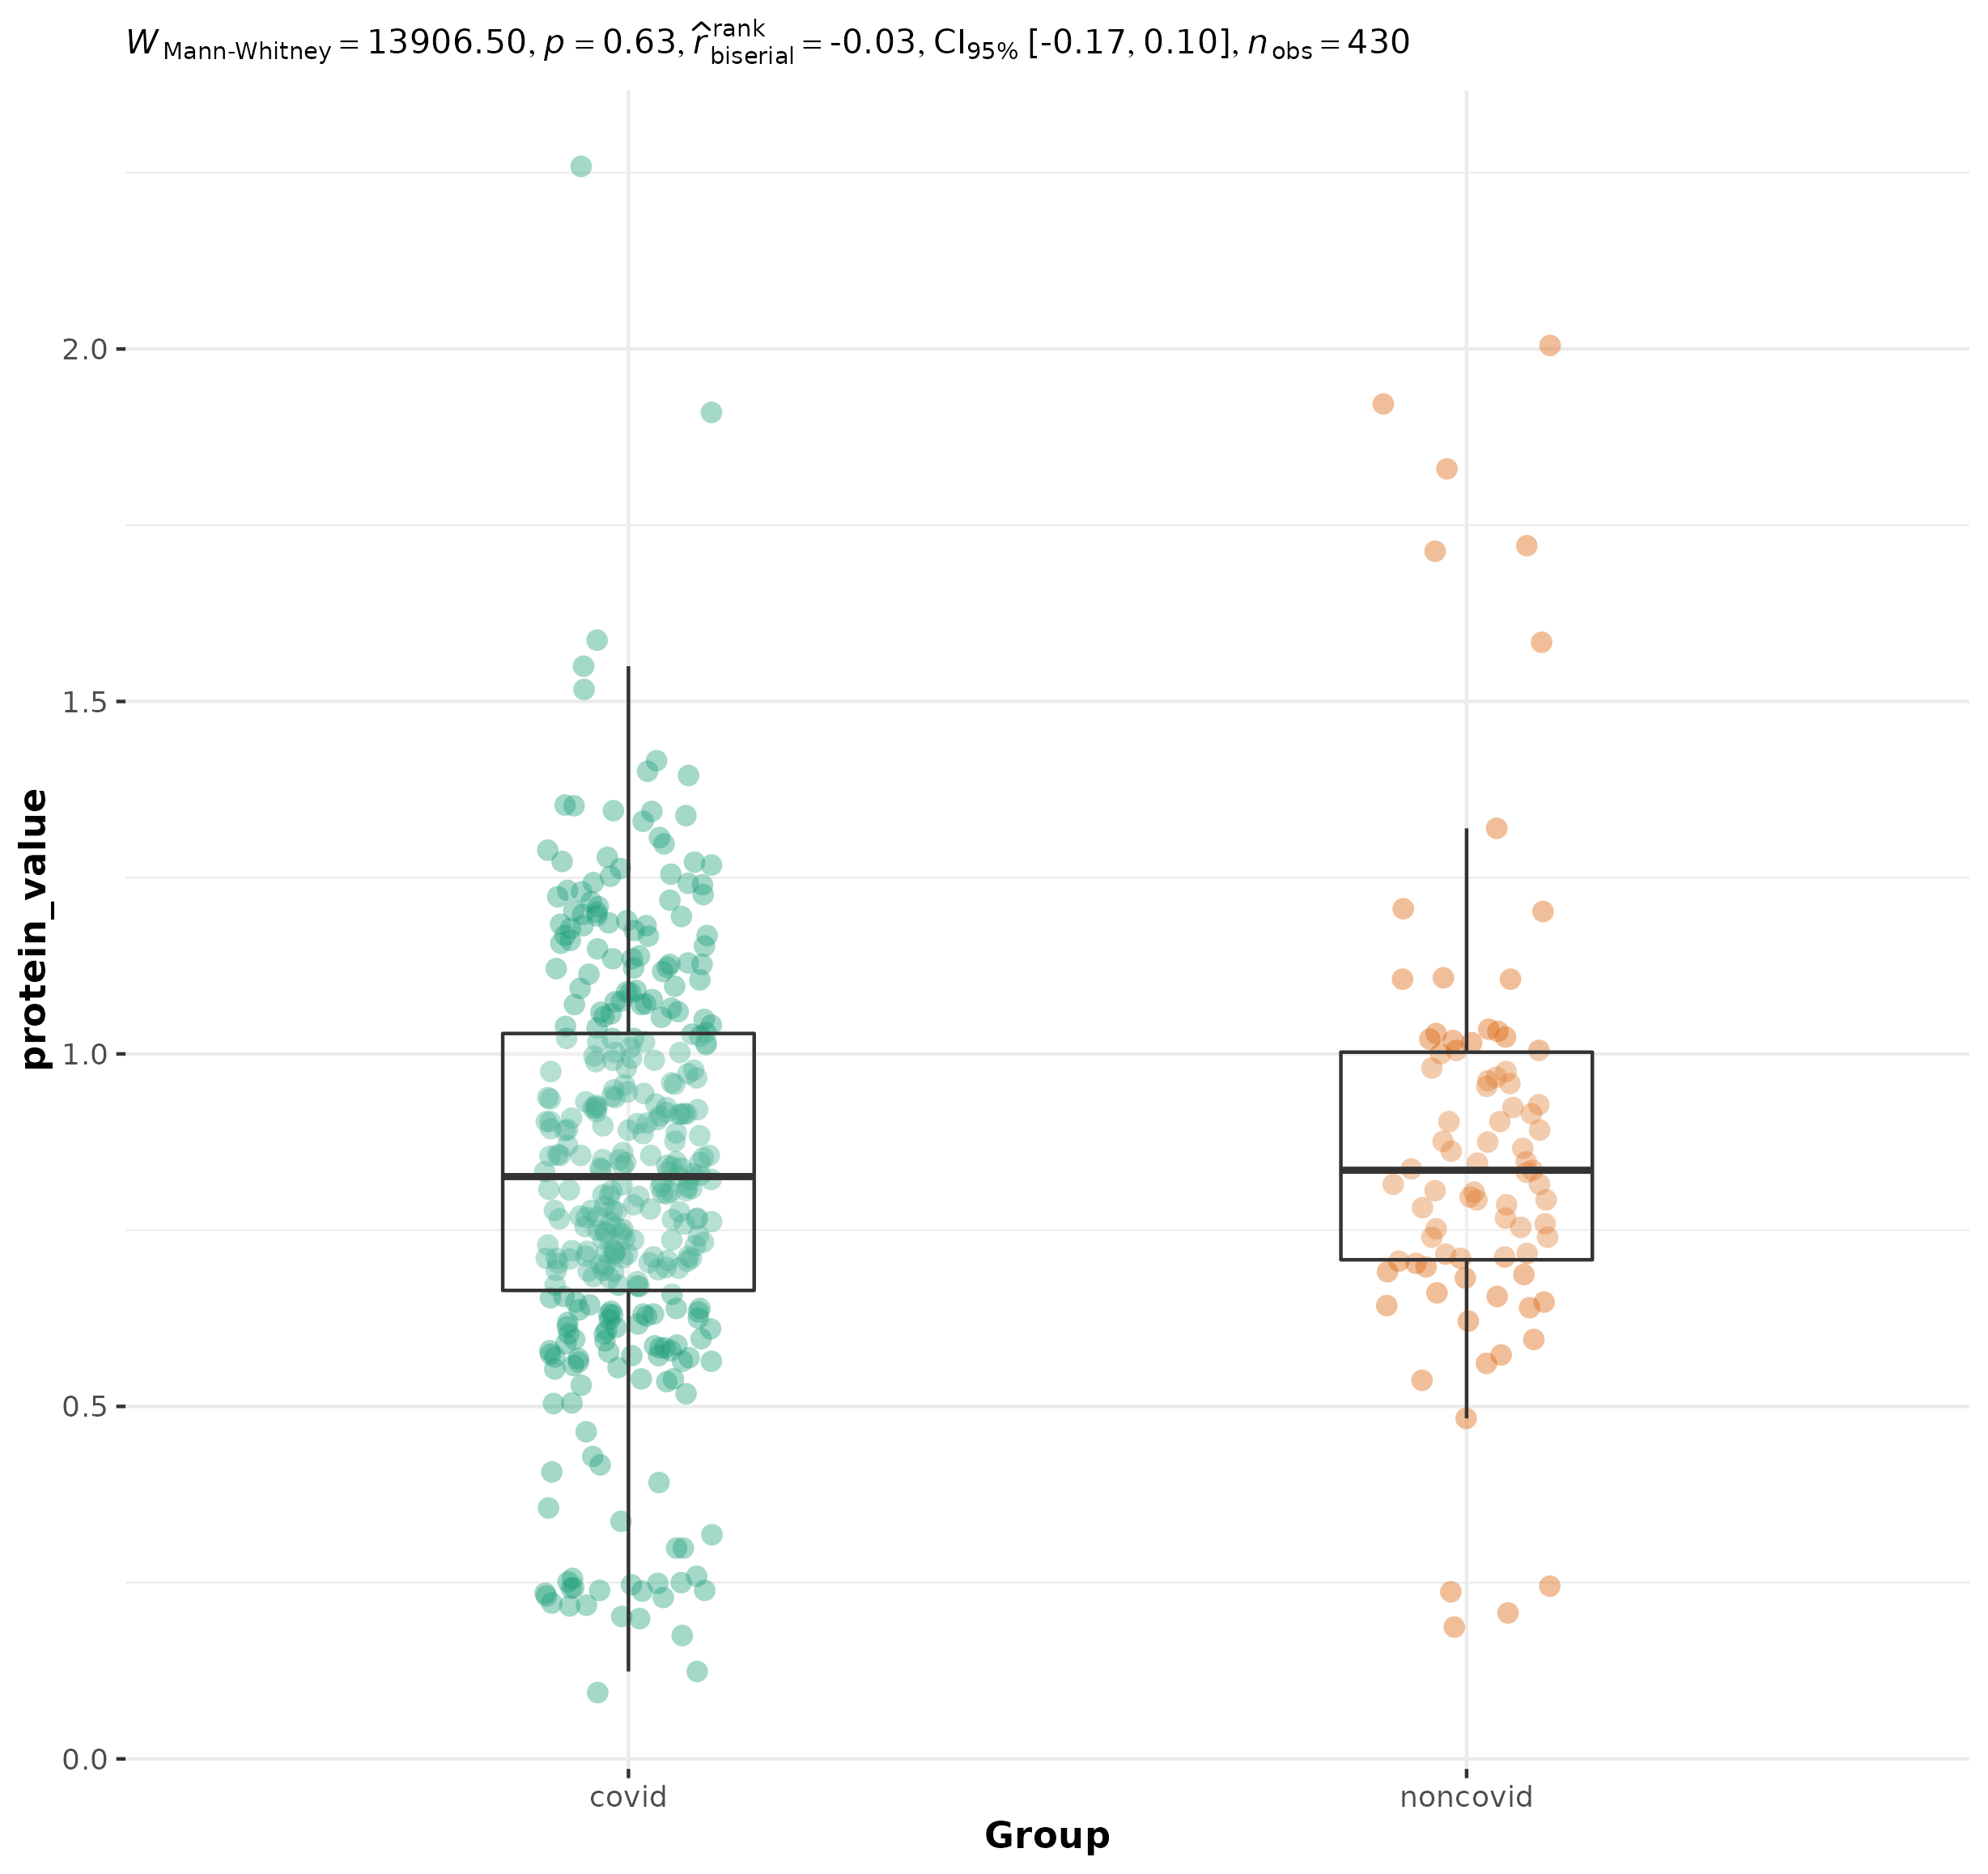 W Mann-Whitney = 13906.50, p = 0.63, r̂ rank biserial = -0.03, CI95% [-0.17, 0.10], n obs = 430
protein_value
2.0
1.5
1.0
0.5
0.0
covid noncovid
Group